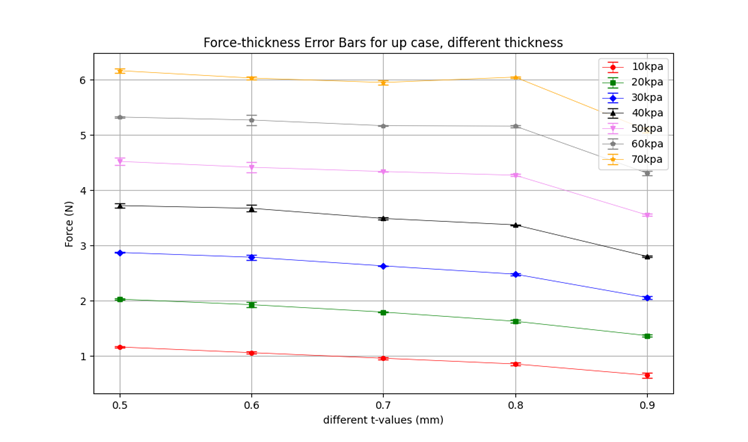 Force-thickness Error Bars for up case, different thickness
10kpa
20kpa
30kpa
40kpa
50kpa
60kpa
70kpa
6
5
4
3
2
1
Force (N)
0.5 0.6 0.7 0.8 0.9
different t-values (mm)